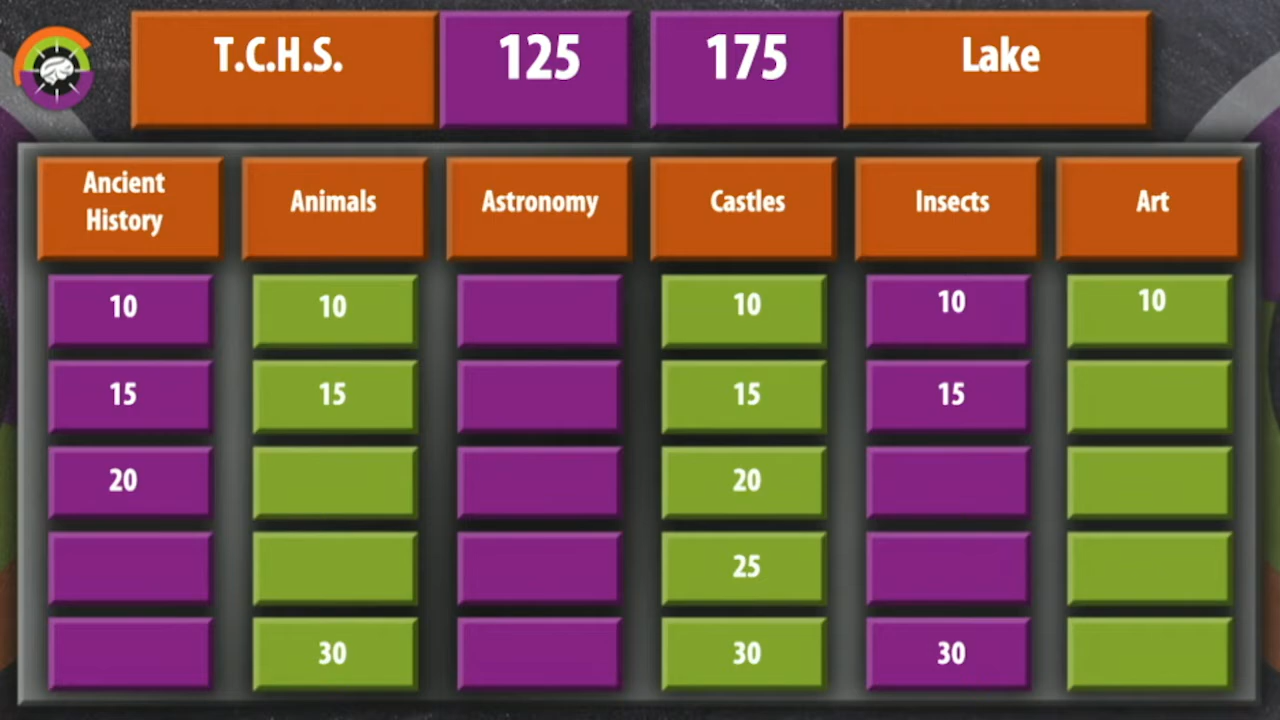 T.C.H.S. 125 175 Lake
Ancient
History
Animals Astronomy Castles Insects Art
10 10 10 10 10
15 15 15 15
20 20
25
30 30 30